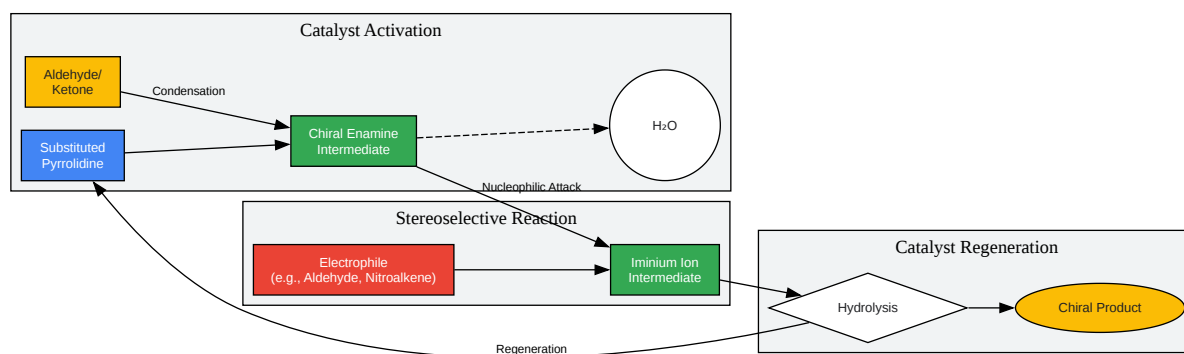 Catalyst Activation
Aldehyde/
Ketone
Condensation
Substituted
Pyrrolidine
Chiral Enamine
Intermediate
H₂O
Nucleophilic Attack
Stereoselective Reaction
Electrophile
(e.g., Aldehyde, Nitroalkene)
Iminium Ion
Intermediate
Catalyst Regeneration
Hydrolysis
Chiral Product
Regeneration